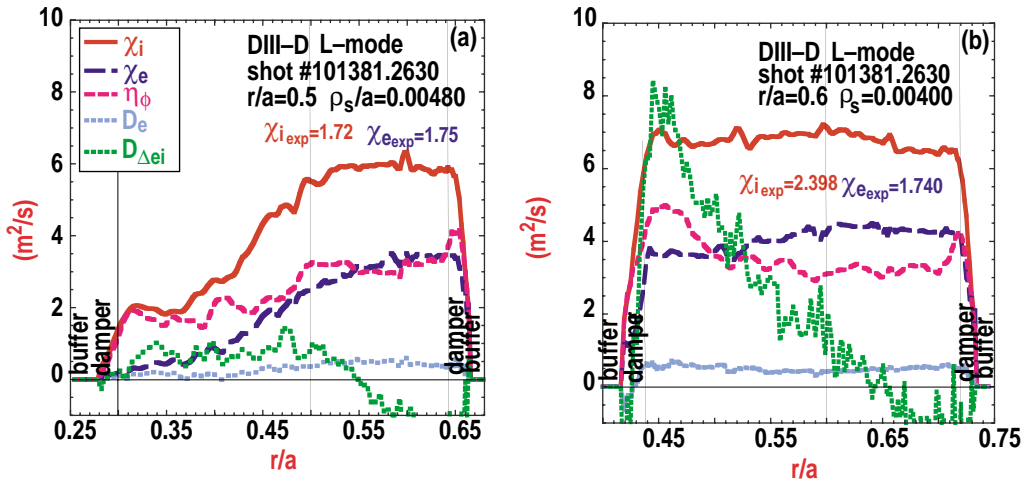 (a)
χi
χe
ηφ
De
DΔei
DIII–D L–mode
shot #101381.2630
r/a=0.5 ρs/a=0.00480
χi exp=1.72 χe exp=1.75
(m²/s)
10
8
6
4
2
0
buffer
damper
damper
buffer
0.25 0.35 0.45 0.55 0.65
r/a
(b)
DIII–D L–mode
shot #101381.2630
r/a=0.6 ρs=0.00400
χi exp=2.398 χe exp=1.740
(m²/s)
10
8
6
4
2
0
buffer
dampe
damper
buffer
0.45 0.55 0.65 0.75
r/a